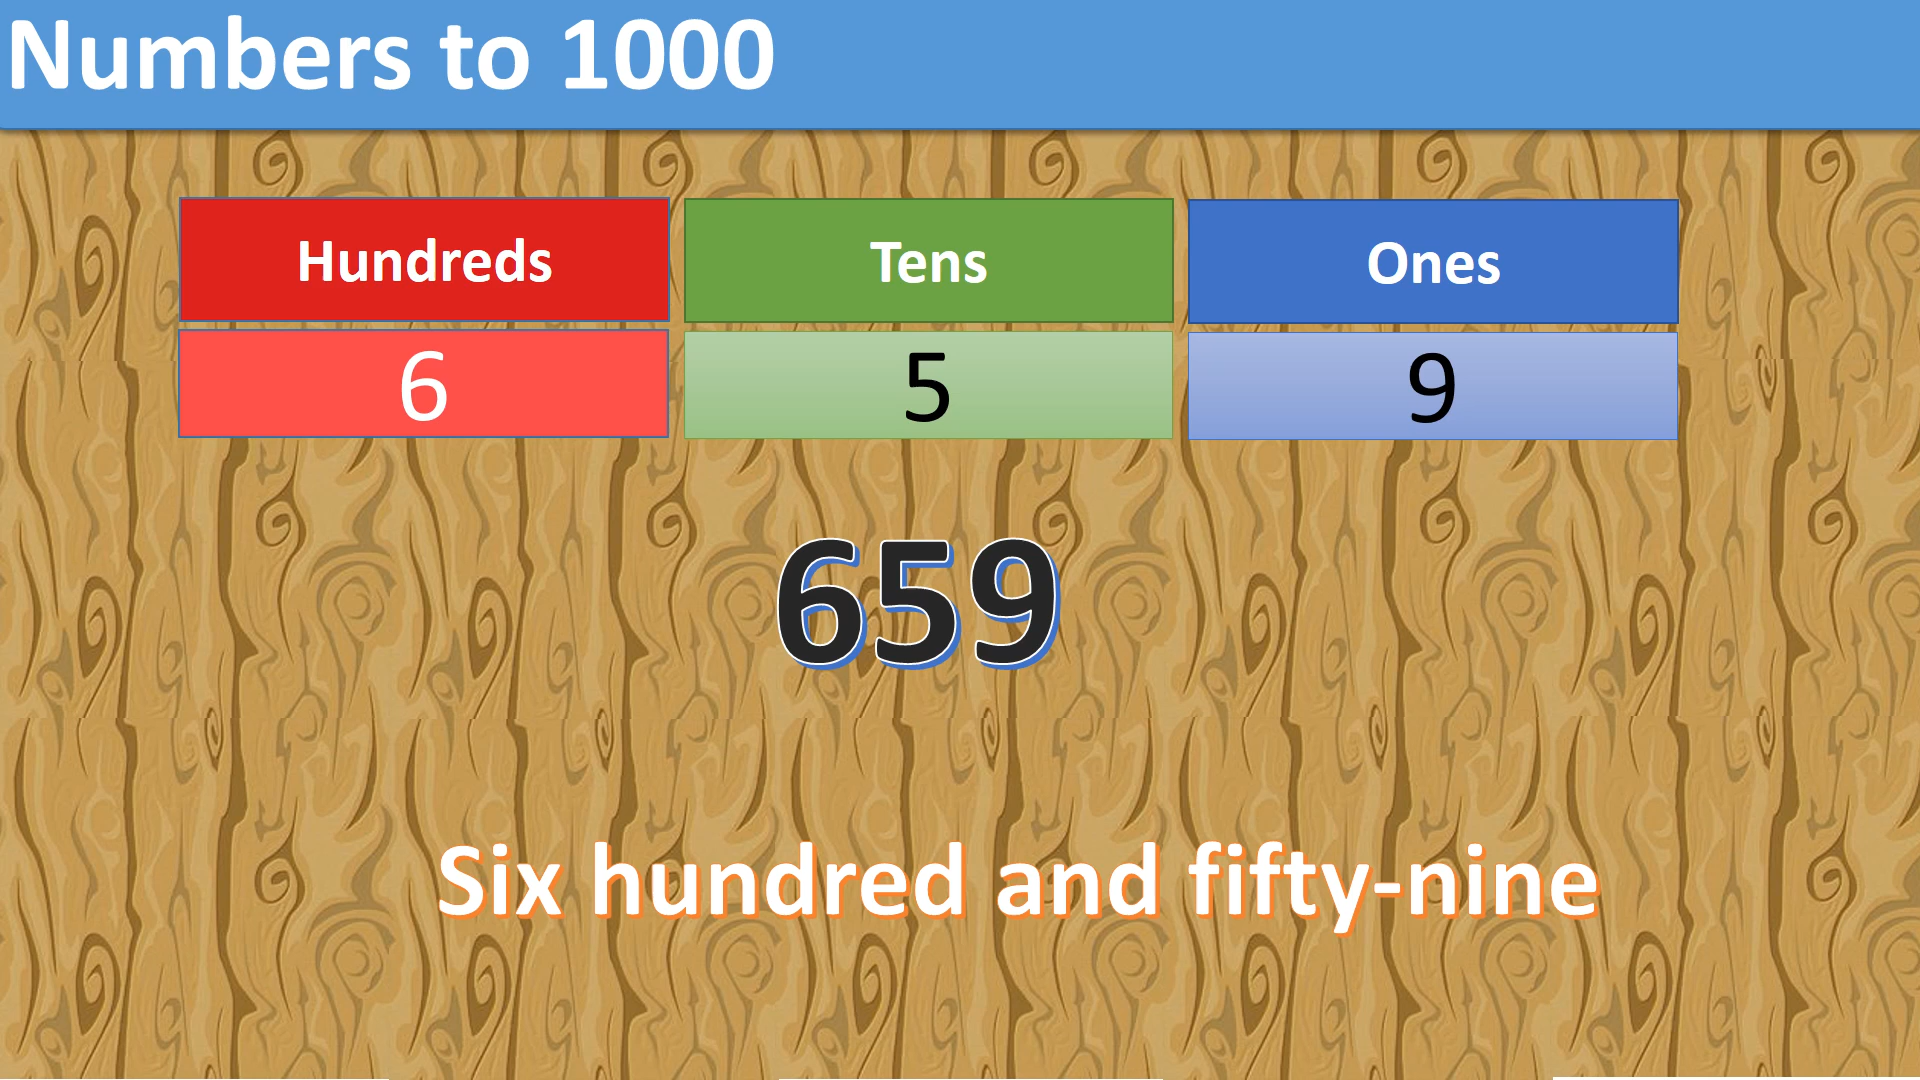 Numbers to 1000
Hundreds Tens Ones
6 5 9
659
Six hundred and fifty-nine